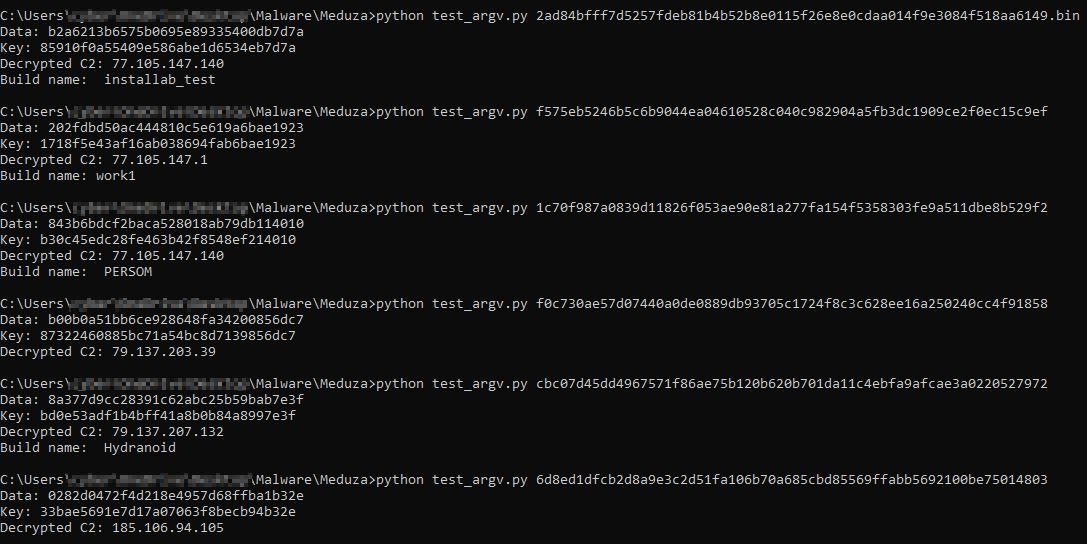 C:\Users\ \Malware\Meduza>python test_argv.py 2ad84bfff7d5257fdeb81b4b52b8e0115f26e8e0cdaa014f9e3084f518aa6149.bin
Data: b2a6213b6575b0695e89335400db7d7a
Key: 85910f0a55409e586abe1d6534eb7d7a
Decrypted C2: 77.105.147.140
Build name:  installab_test
C:\Users\ \Malware\Meduza>python test_argv.py f575eb5246b5c6b9044ea04610528c040c982904a5fb3dc1909ce2f0ec15c9ef
Data: 202fdbd50ac444810c5e619a6bae1923
Key: 1718f5e43af16ab038694fab6bae1923
Decrypted C2: 77.105.147.1
Build name: work1
C:\Users\ \Malware\Meduza>python test_argv.py 1c70f987a0839d11826f053ae90e81a277fa154f5358303fe9a511dbe8b529f2
Data: 843b6bdcf2baca528018ab79db114010
Key: b30c45edc28fe463b42f8548ef214010
Decrypted C2: 77.105.147.140
Build name:  PERSOM
C:\Users\ \Malware\Meduza>python test_argv.py f0c730ae57d07440a0de0889db93705c1724f8c3c628ee16a250240cc4f91858
Data: b00b0a51bb6ce928648fa34200856dc7
Key: 87322460885bc71a54bc8d7139856dc7
Decrypted C2: 79.137.203.39
C:\Users\ \Malware\Meduza>python test_argv.py cbc07d45dd4967571f86ae75b120b620b701da11c4ebfa9afcae3a0220527972
Data: 8a377d9cc28391c62abc25b59bab7e3f
Key: bd0e53adf1b4bff41a8b0b84a8997e3f
Decrypted C2: 79.137.207.132
Build name:  Hydranoid
C:\Users\ \Malware\Meduza>python test_argv.py 6d8ed1dfcb2d8a9e3c2d51fa106b70a685cbd85569ffabb5692100be75014803
Data: 0282d0472f4d218e4957d68ffba1b32e
Key: 33bae5691e7d17a07063f8becb94b32e
Decrypted C2: 185.106.94.105